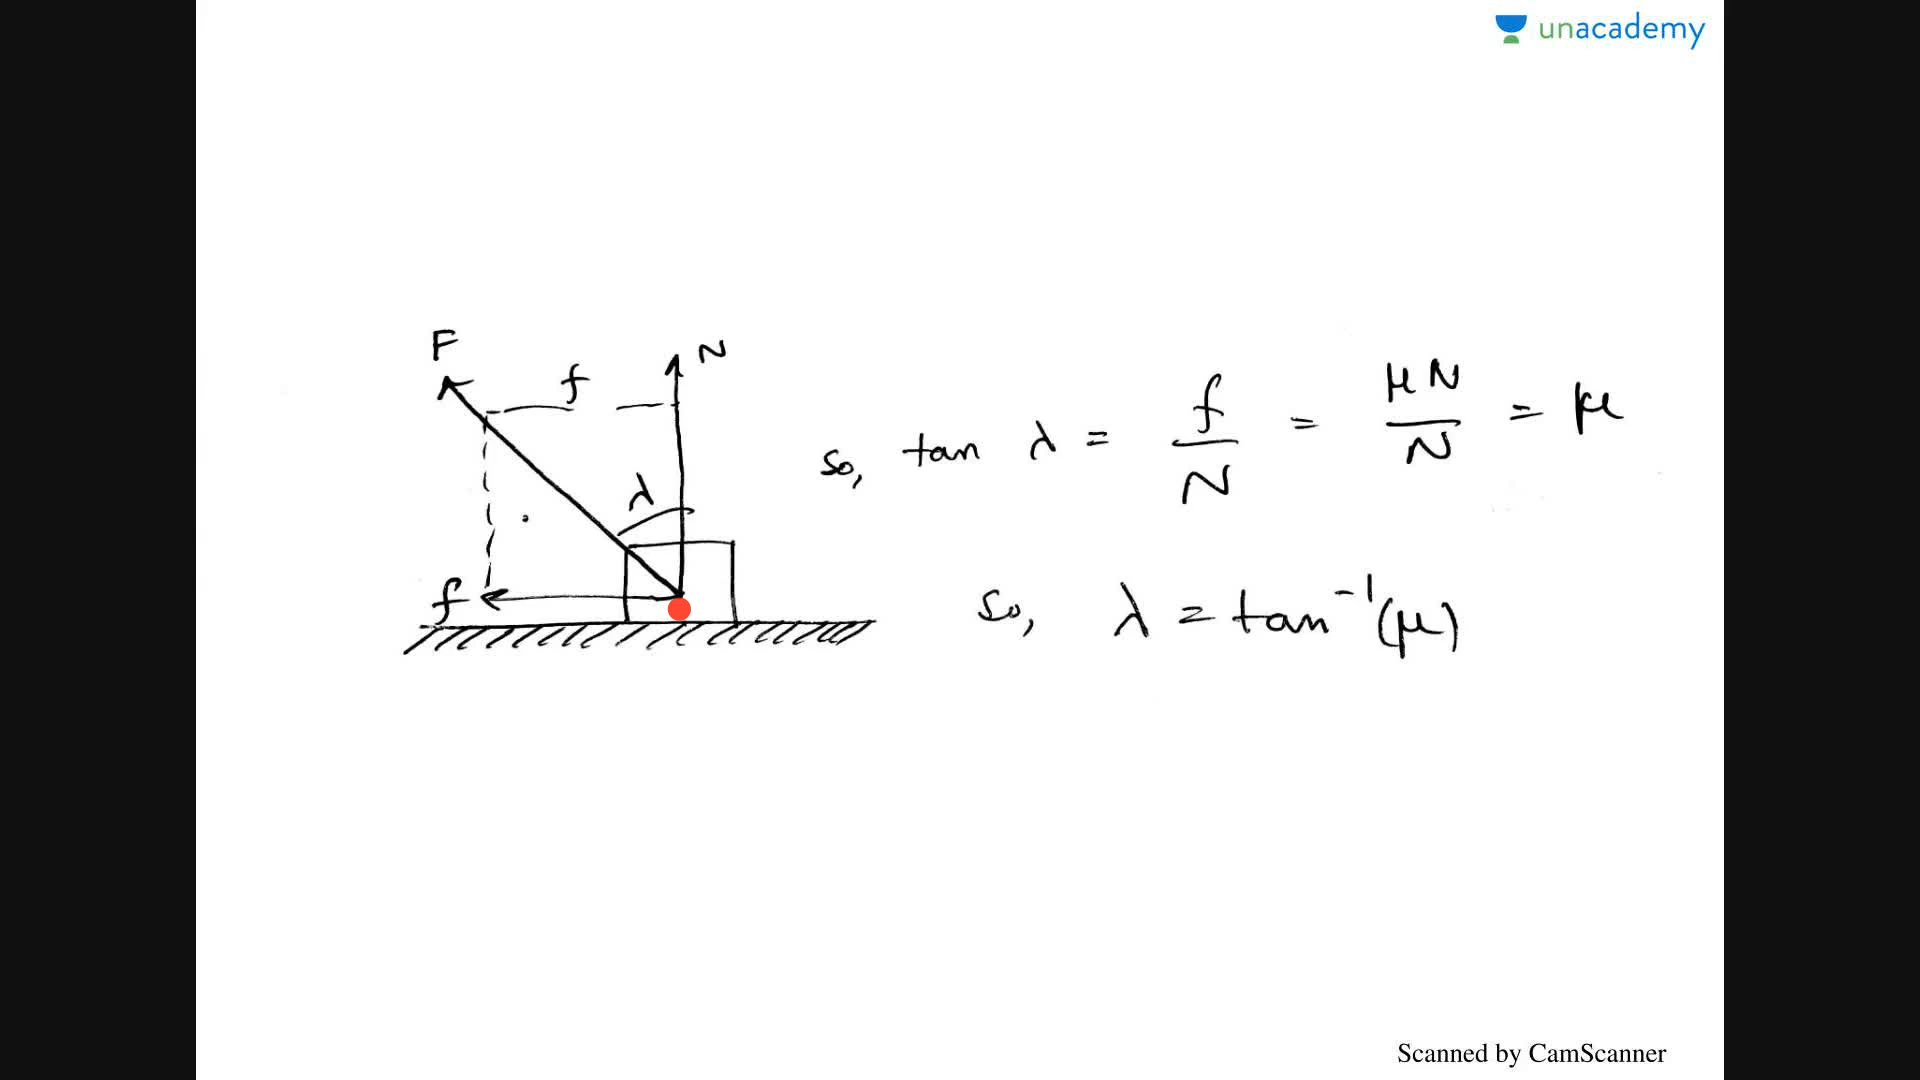 unacademy
F
f
N
λ
f
so, tan λ = f/N = μN/N = μ
so, λ = tan⁻¹(μ)
Scanned by CamScanner